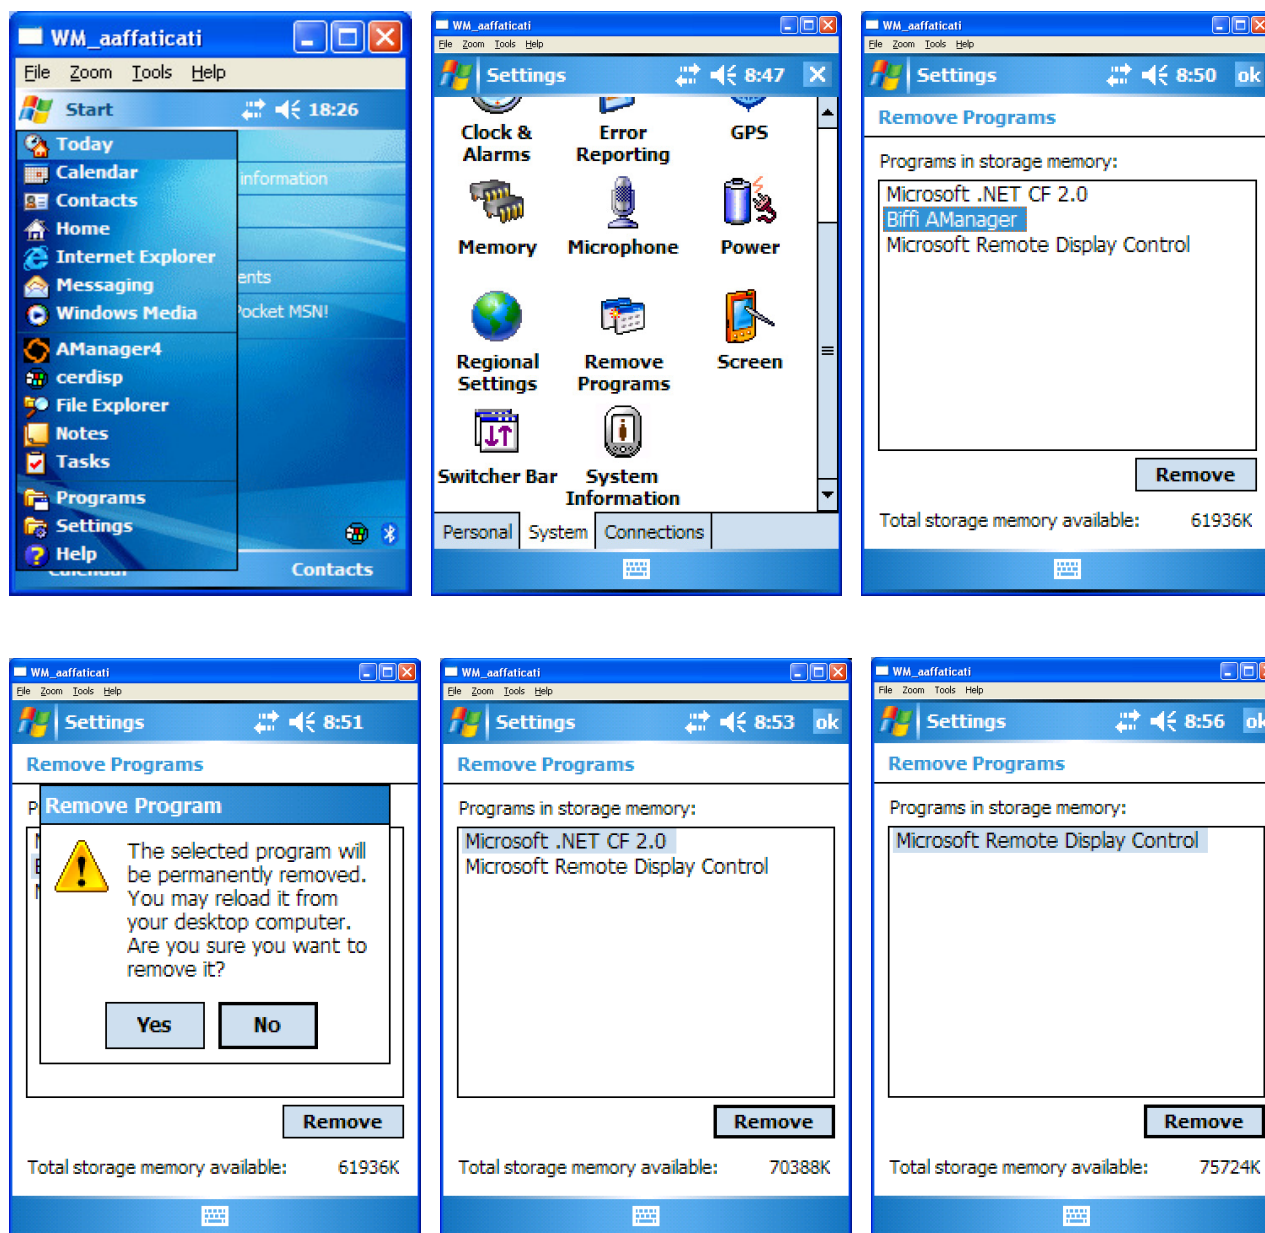 WM_aaffaticati
File Zoom Tools Help
Start 18:26
Today
Calendar
information
Contacts
Home
Internet Explorer
ents
Messaging
Windows Media
Pocket MSN!
AManager4
cerdisp
File Explorer
Notes
Tasks
Programs
Settings
Help
Calendar
Contacts
WM_aaffaticati
File Zoom Tools Help
Settings 8:47
Clock & Alarms
Error Reporting
GPS
Memory
Microphone
Power
Regional Settings
Remove Programs
Screen
Switcher Bar
System Information
Personal System Connections
WM_aaffaticati
File Zoom Tools Help
Settings 8:50 ok
Remove Programs
Programs in storage memory:
Microsoft .NET CF 2.0
Biffi AManager
Microsoft Remote Display Control
Remove
Total storage memory available: 61936K
WM_aaffaticati
File Zoom Tools Help
Settings 8:51
Remove Programs
P
Remove Program
The selected program will
be permanently removed.
You may reload it from
your desktop computer.
Are you sure you want to
remove it?
Yes No
Remove
Total storage memory available: 61936K
WM_aaffaticati
File Zoom Tools Help
Settings 8:53 ok
Remove Programs
Programs in storage memory:
Microsoft .NET CF 2.0
Microsoft Remote Display Control
Remove
Total storage memory available: 70388K
WM_aaffaticati
File Zoom Tools Help
Settings 8:56 ok
Remove Programs
Programs in storage memory:
Microsoft Remote Display Control
Remove
Total storage memory available: 75724K